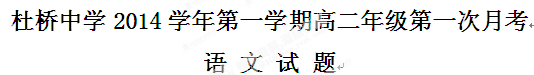 杜桥中学 2014 学年第一学期高二年级第一次月考
语 文 试 题